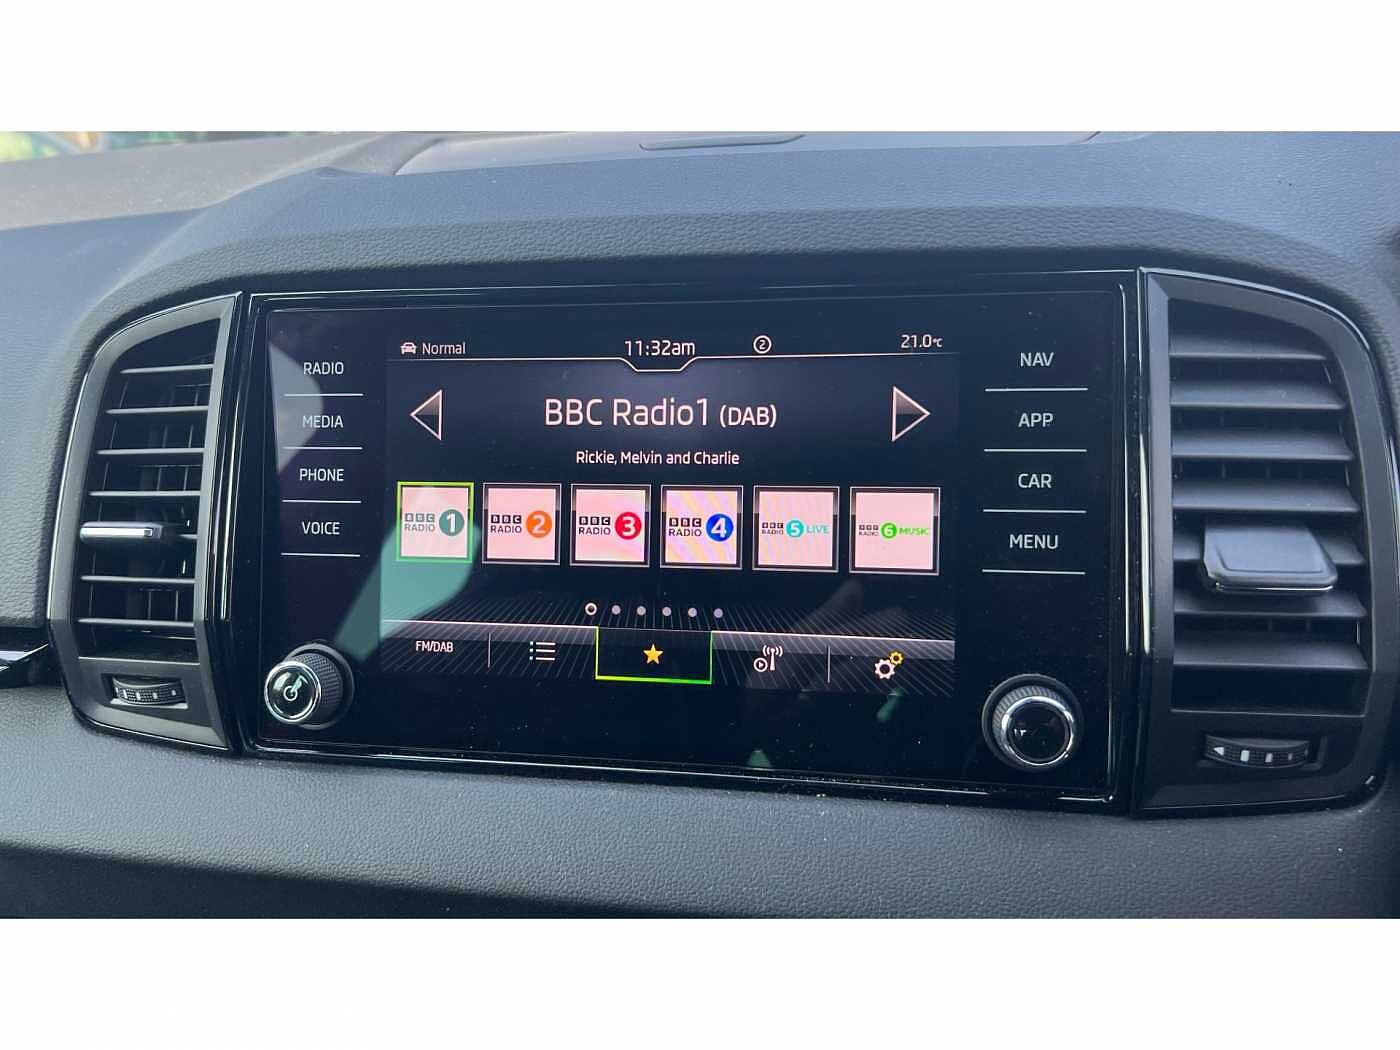 RADIO
MEDIA
PHONE
VOICE
Normal
11:32am
2
21.0°C
BBC Radio1 (DAB)
Rickie, Melvin and Charlie
BBC
RADIO 1
BBC
RADIO 2
BBC
RADIO 3
BBC
RADIO 4
BBC
RADIO 5 LIVE
BBC
RADIO 6 MUSIC
FM/DAB
NAV
APP
CAR
MENU